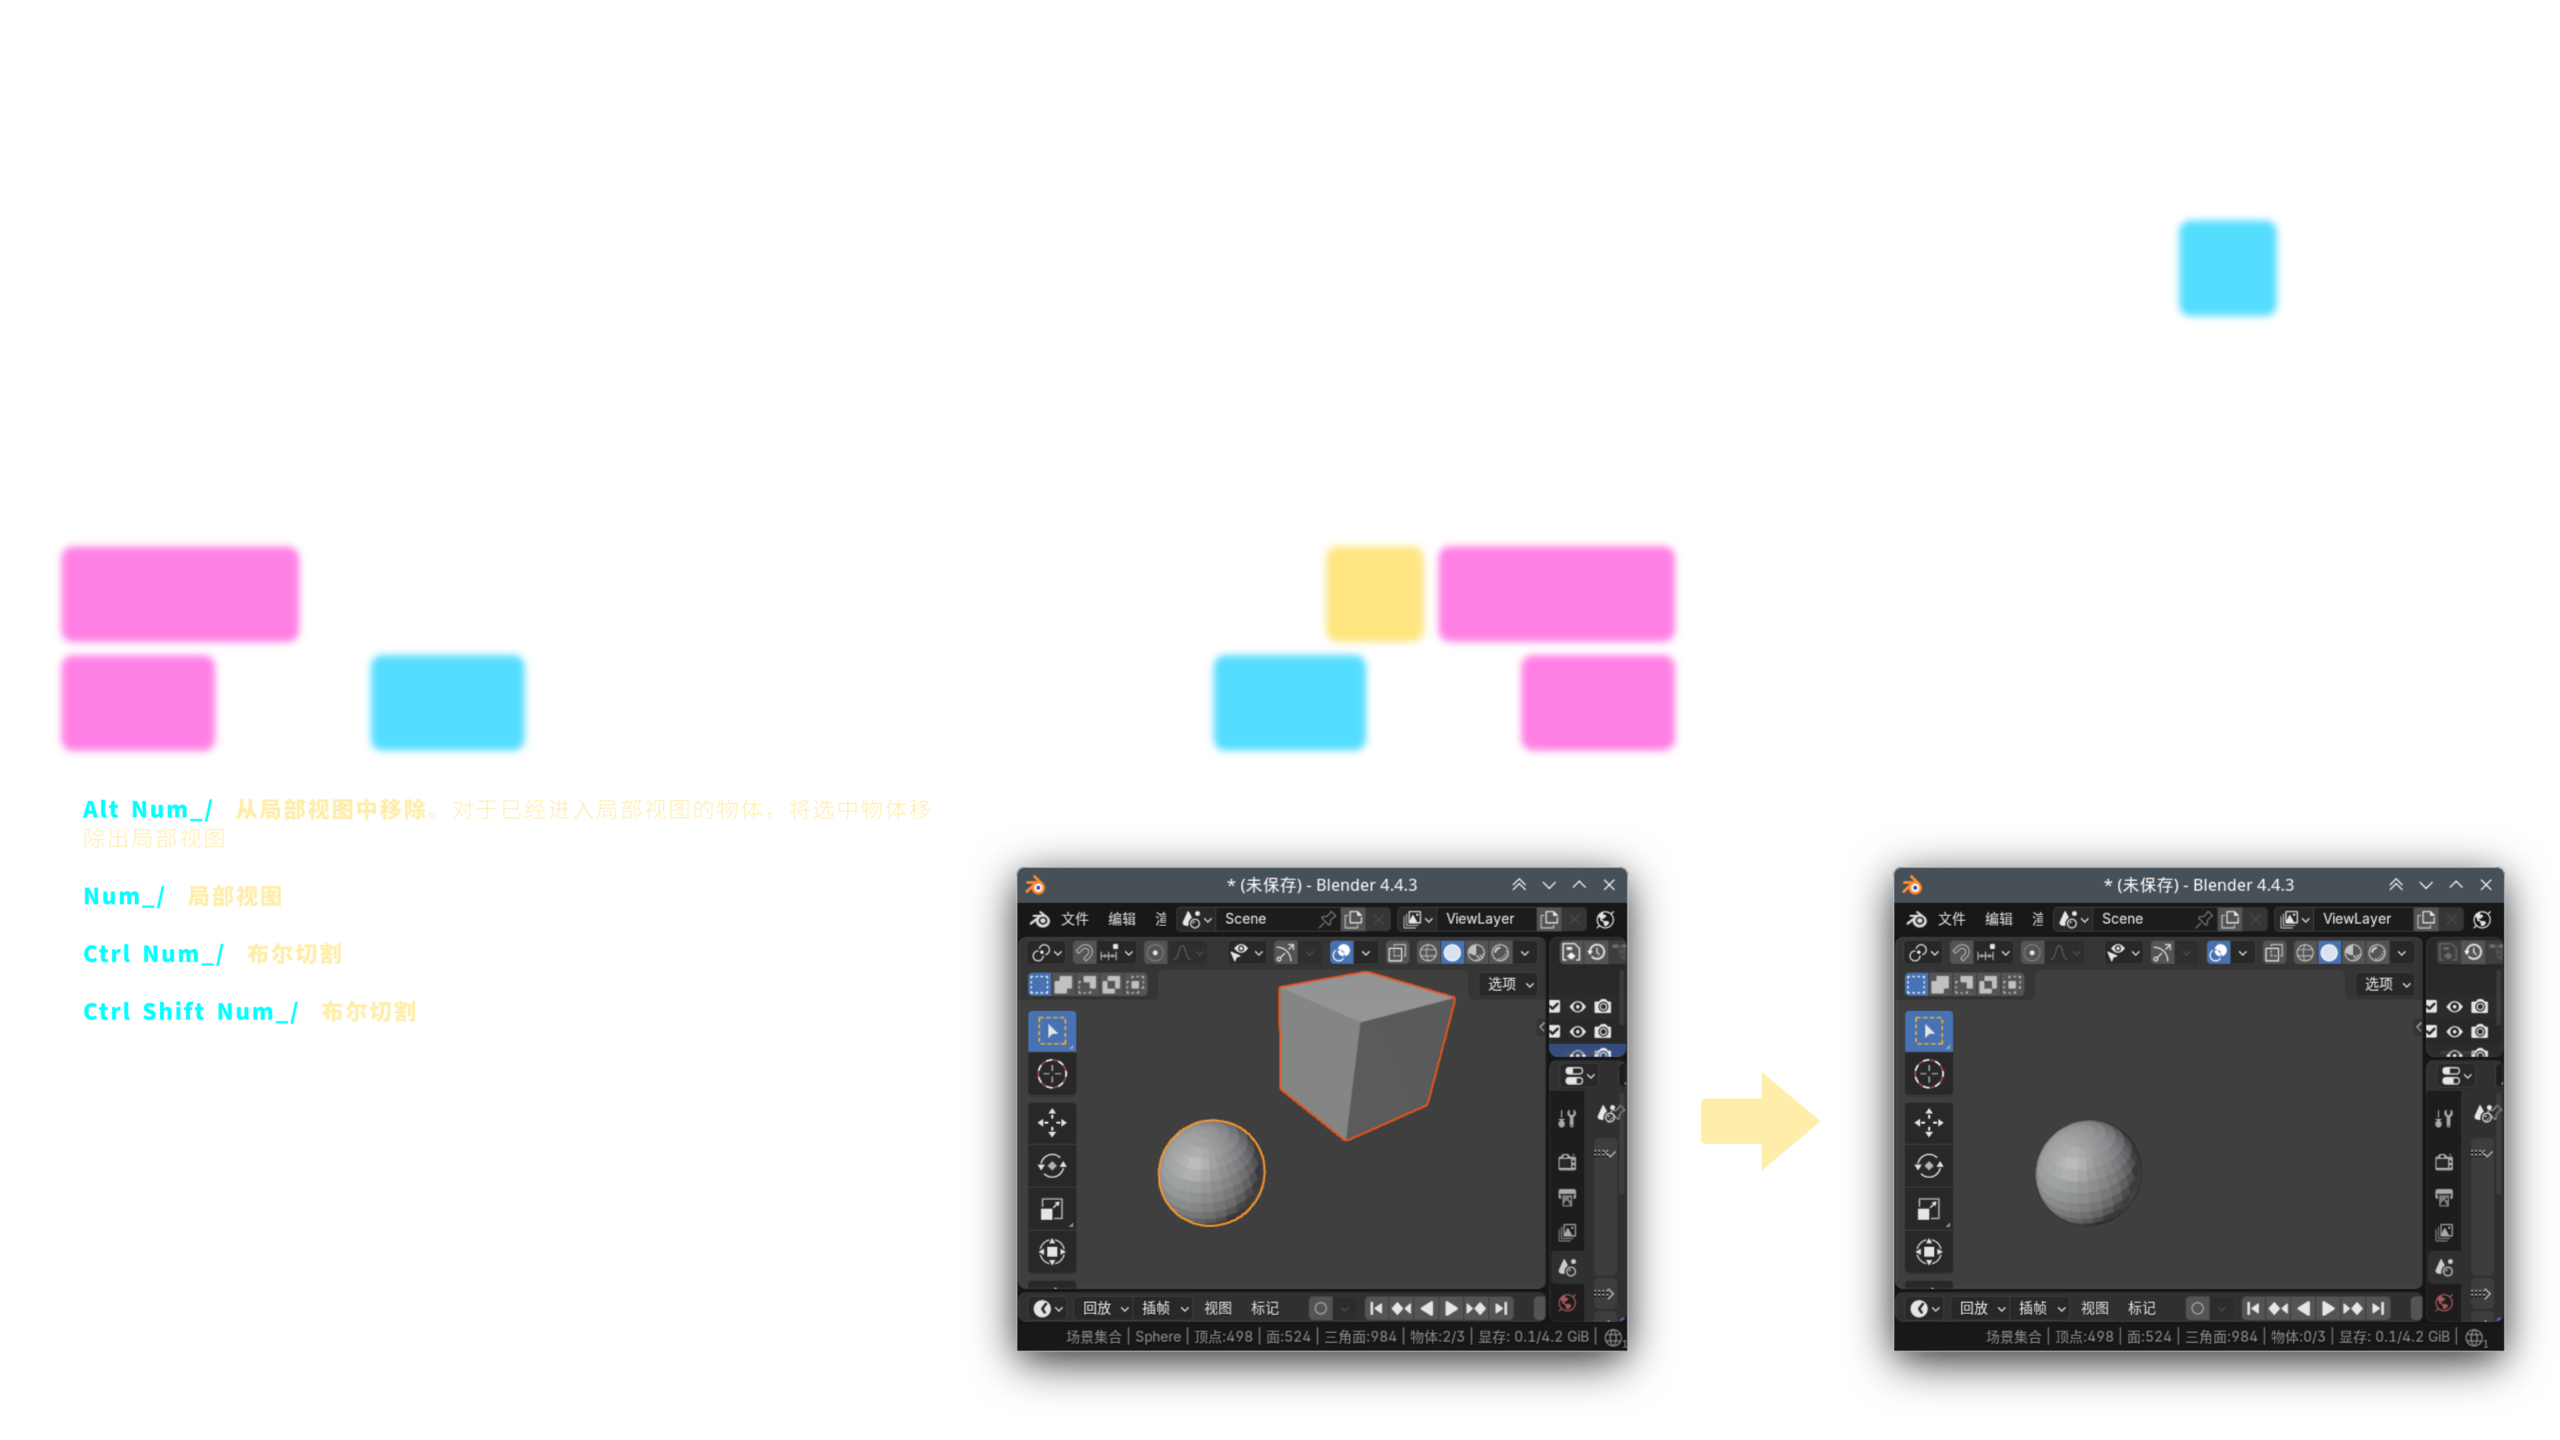 Alt Num_/ 从局部视图中移除。对于已经进入局部视图的物体，将选中物体移
除出局部视图
Num_/ 局部视图
Ctrl Num_/ 布尔切割
Ctrl Shift Num_/ 布尔切割
* (未保存) - Blender 4.4.3
文件 编辑 Scene ViewLayer
选项
回放 插帧 视图 标记
场景集合 | Sphere | 顶点:498 | 面:524 | 三角面:984 | 物体:2/3 | 显存: 0.1/4.2 GiB |
* (未保存) - Blender 4.4.3
文件 编辑 Scene ViewLayer
选项
回放 插帧 视图 标记
场景集合 | 顶点:498 | 面:524 | 三角面:984 | 物体:0/3 | 显存: 0.1/4.2 GiB |